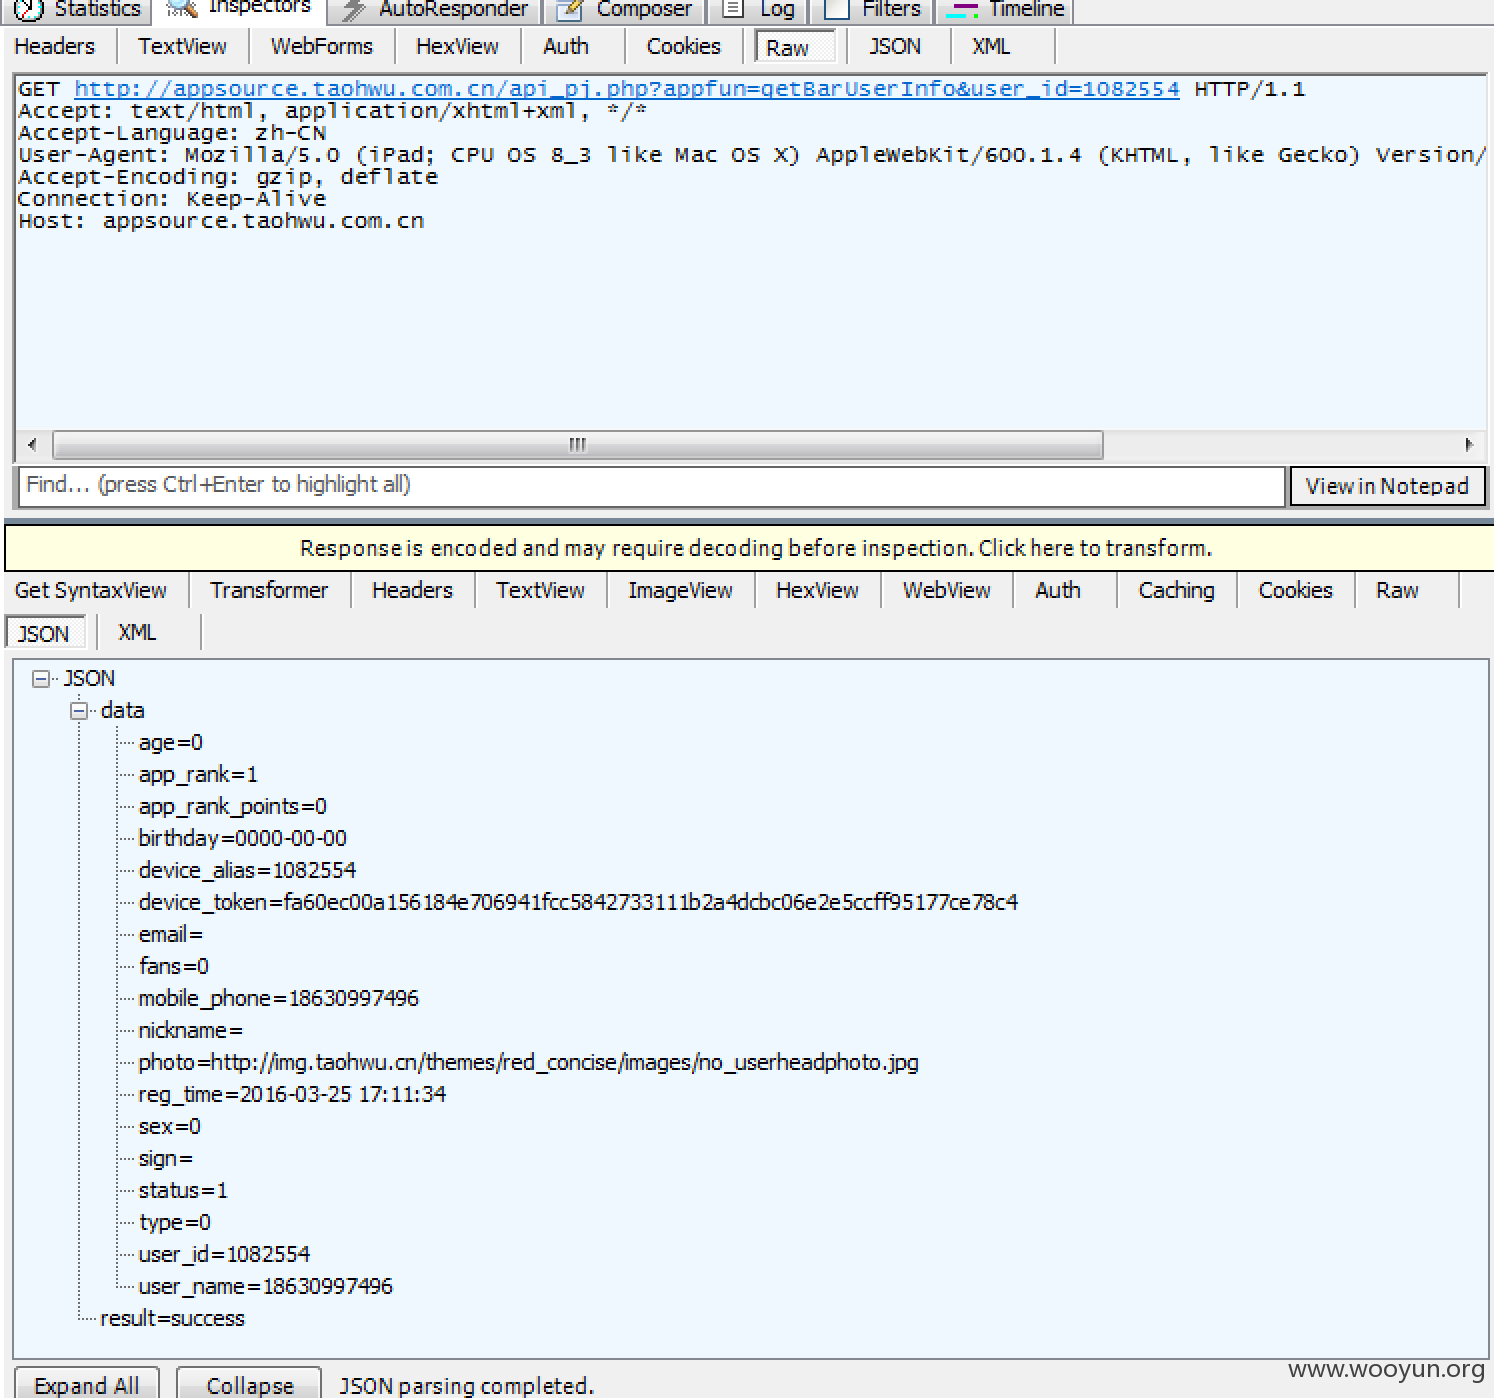 Statistics Inspectors AutoResponder Composer Log Filters Timeline
Headers TextView WebForms HexView Auth Cookies Raw JSON XML
GET http://appsource.taohwu.com.cn/api_pj.php?appfun=getBarUserInfo&user_id=1082554 HTTP/1.1
Accept: text/html, application/xhtml+xml, */*
Accept-Language: zh-CN
User-Agent: Mozilla/5.0 (iPad; CPU OS 8_3 like Mac OS X) AppleWebKit/600.1.4 (KHTML, like Gecko) Version/
Accept-Encoding: gzip, deflate
Connection: Keep-Alive
Host: appsource.taohwu.com.cn
Find... (press Ctrl+Enter to highlight all) View in Notepad
Response is encoded and may require decoding before inspection. Click here to transform.
Get SyntaxView Transformer Headers TextView ImageView HexView WebView Auth Caching Cookies Raw
JSON XML
JSON
data
age=0
app_rank=1
app_rank_points=0
birthday=0000-00-00
device_alias=1082554
device_token=fa60ec00a156184e706941fcc5842733111b2a4dcbc06e2e5ccff95177ce78c4
email=
fans=0
mobile_phone=18630997496
nickname=
photo=http://img.taohwu.cn/themes/red_concise/images/no_userheadphoto.jpg
reg_time=2016-03-25 17:11:34
sex=0
sign=
status=1
type=0
user_id=1082554
user_name=18630997496
result=success
www.wooyun.org
Expand All Collapse JSON parsing completed.